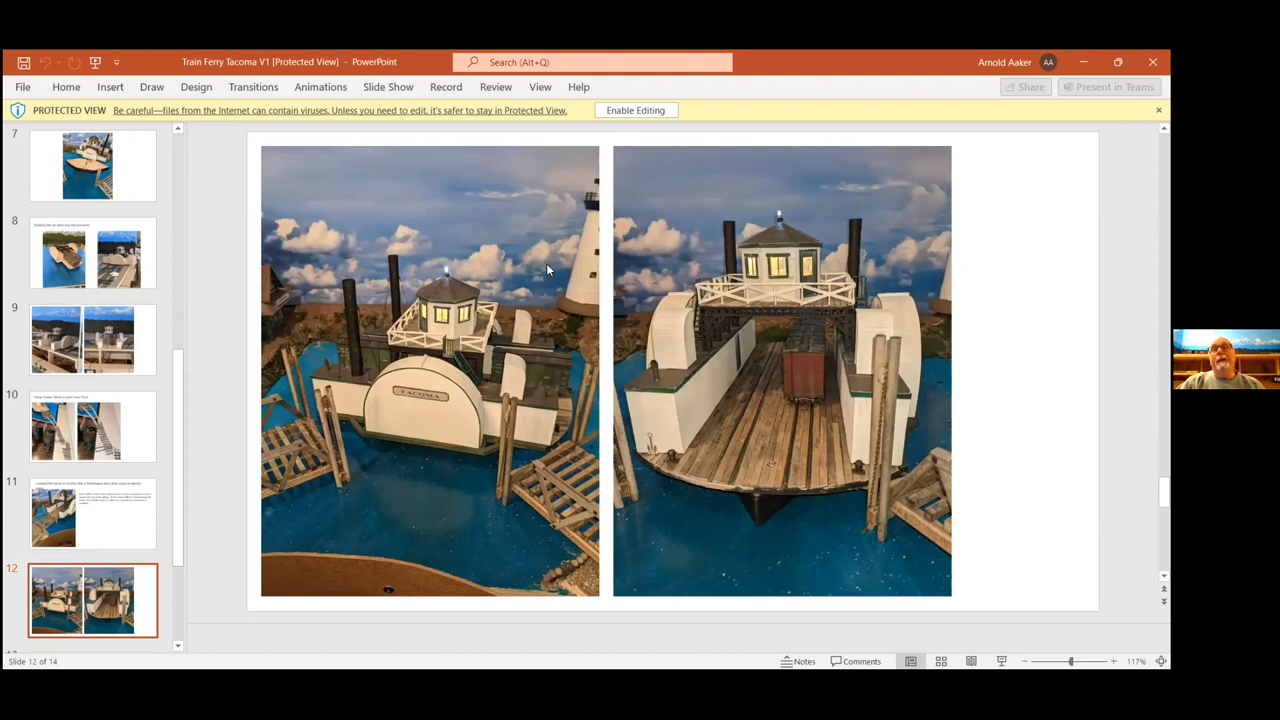 Train Ferry Tacoma V1 [Protected View] - PowerPoint
Search (Alt+Q)
Arnold Aaker
AA
File Home Insert Draw Design Transitions Animations Slide Show Record Review View Help
Share
Present in Teams
PROTECTED VIEW Be careful—files from the Internet can contain viruses. Unless you need to edit, it's safer to stay in Protected View.
Enable Editing
7
8
9
10
11
12
TACOMA
Slide 12 of 14
Notes
Comments
117%